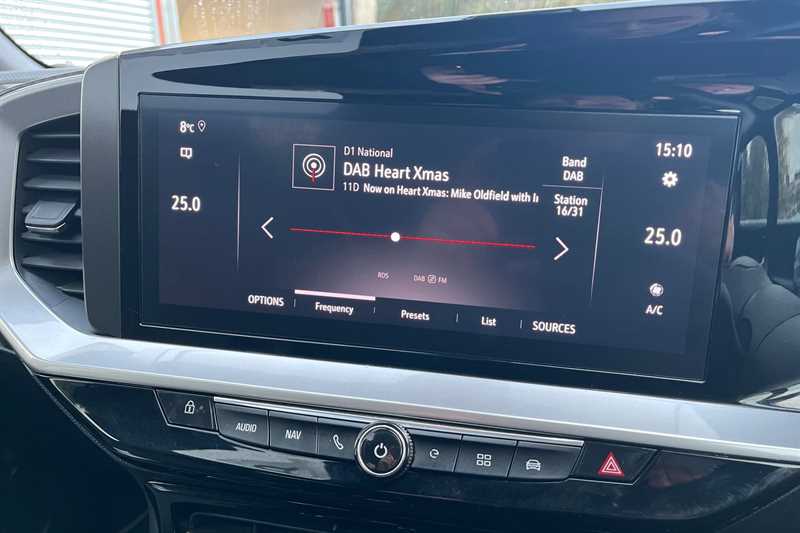 8°C
15:10
D1 National
DAB Heart Xmas
11D Now on Heart Xmas: Mike Oldfield with I
Band
DAB
Station
16/31
25.0
25.0
RDS
DAB FM
A/C
OPTIONS
Frequency
Presets
List
SOURCES
AUDIO
NAV